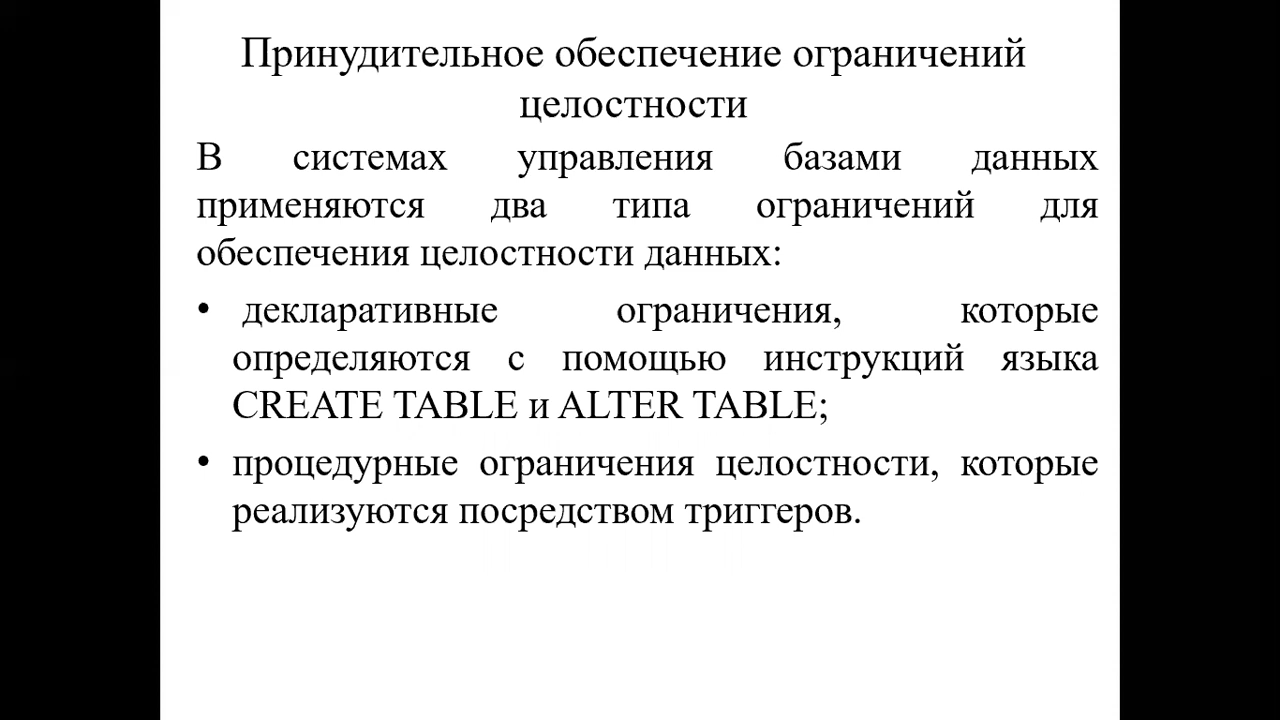 Принудительное обеспечение ограничений
целостности
В системах управления базами данных
применяются два типа ограничений для
обеспечения целостности данных:
• декларативные ограничения, которые
определяются с помощью инструкций языка
CREATE TABLE и ALTER TABLE;
• процедурные ограничения целостности, которые
реализуются посредством триггеров.